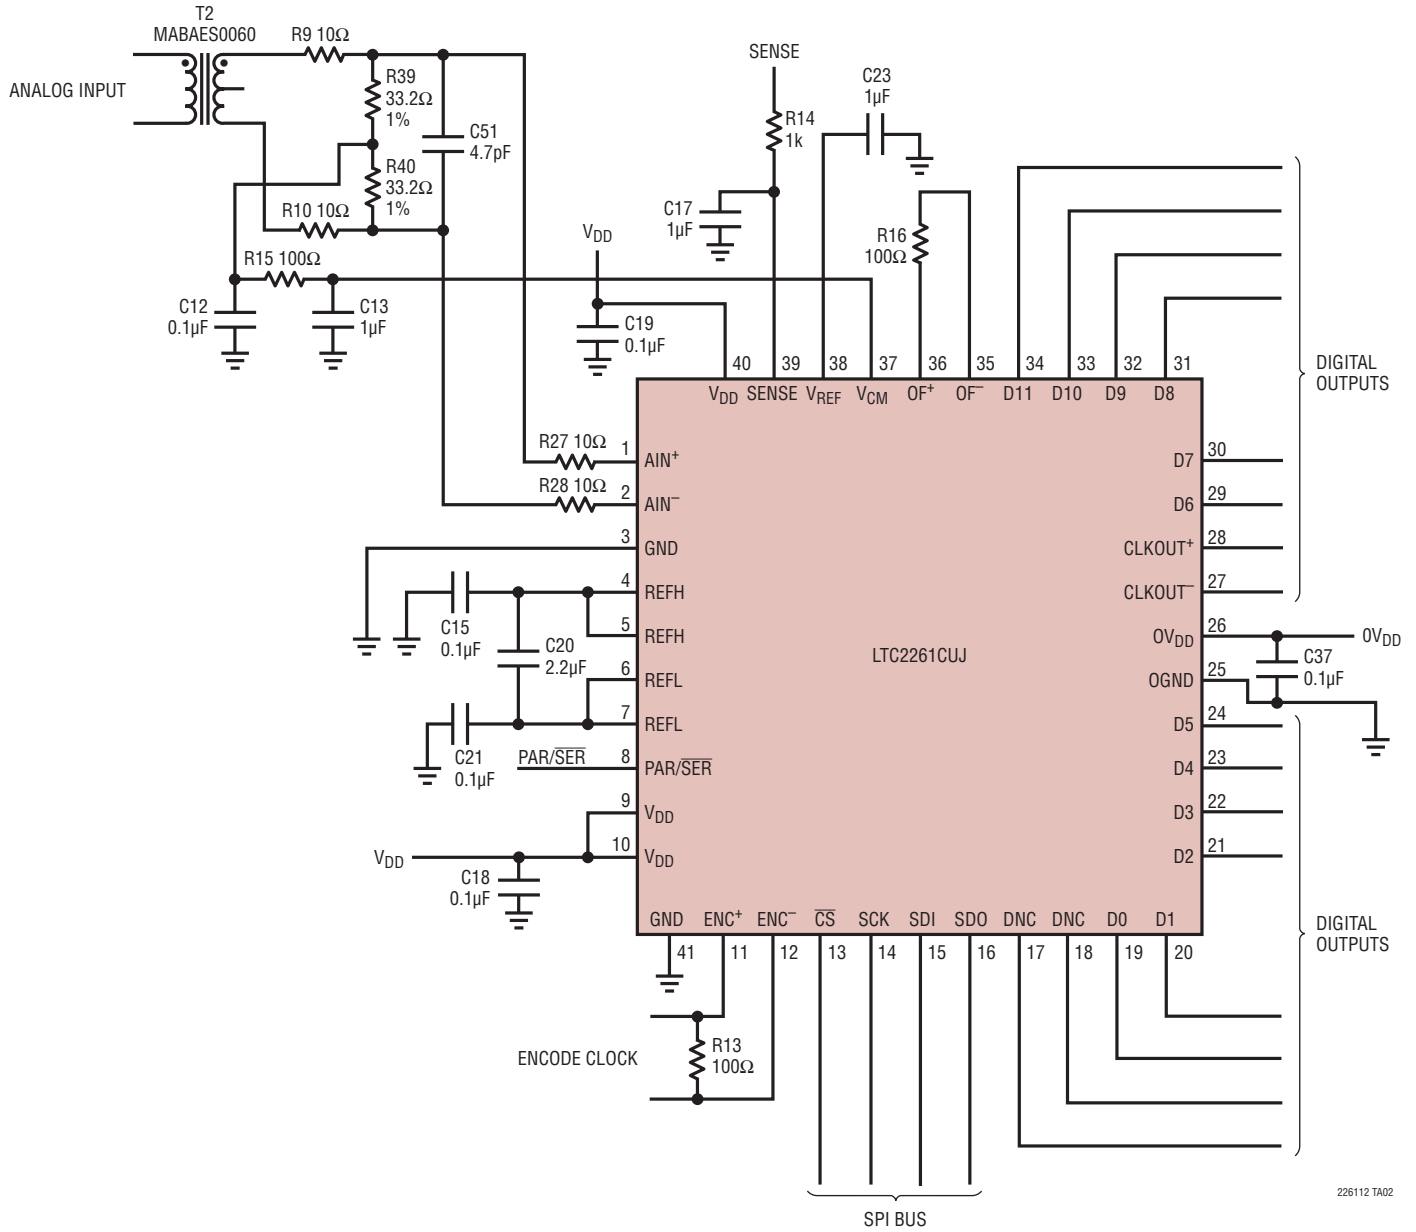 T2
MABAES0060
R9 10Ω
ANALOG INPUT
R39
33.2Ω
1%
C51
4.7pF
R40
33.2Ω
1%
R10 10Ω
R15 100Ω
C12
0.1µF
C13
1µF
SENSE
R14
1k
C23
1µF
C17
1µF
VDD
C19
0.1µF
R16
100Ω
40
39
38
37
36
35
34
33
32
31
VDD
SENSE
VREF
VCM
OF+
OF–
D11
D10
D9
D8
DIGITAL
OUTPUTS
R27 10Ω
1
AIN+
R28 10Ω
2
AIN–
3
GND
4
REFH
C15
0.1µF
5
REFH
C20
2.2µF
6
REFL
7
REFL
C21
0.1µF
PAR/S̅E̅R̅
8
PAR/S̅E̅R̅
9
VDD
VDD
10
VDD
C18
0.1µF
LTC2261CUJ
D7
30
D6
29
CLKOUT+
28
CLKOUT–
27
OVDD
26
0VDD
C37
0.1µF
OGND
25
D5
24
D4
23
D3
22
D2
21
GND
ENC+
ENC–
C̅S̅
SCK
SDI
SDO
DNC
DNC
D0
D1
41
11
12
13
14
15
16
17
18
19
20
DIGITAL
OUTPUTS
ENCODE CLOCK
R13
100Ω
SPI BUS
226112 TA02